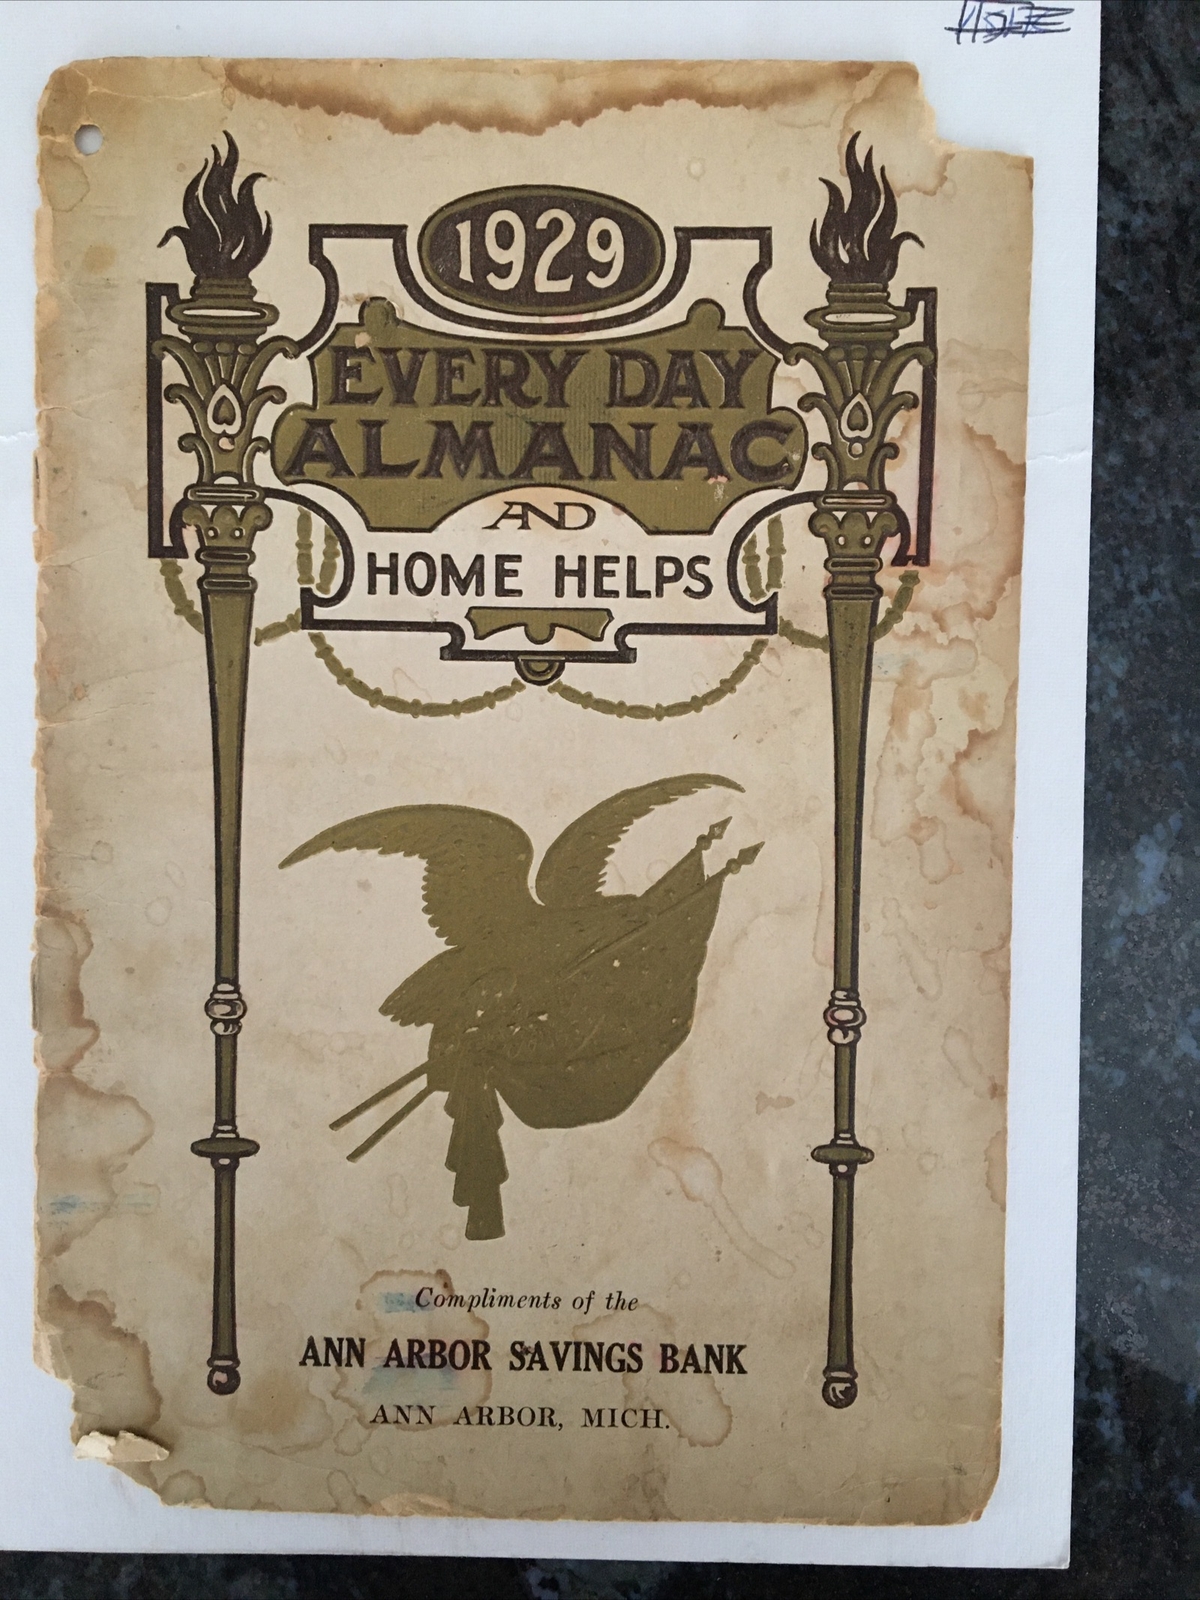 1929
EVERY DAY
ALMANAC
AND
HOME HELPS
Compliments of the
ANN ARBOR SAVINGS BANK
ANN ARBOR, MICH.